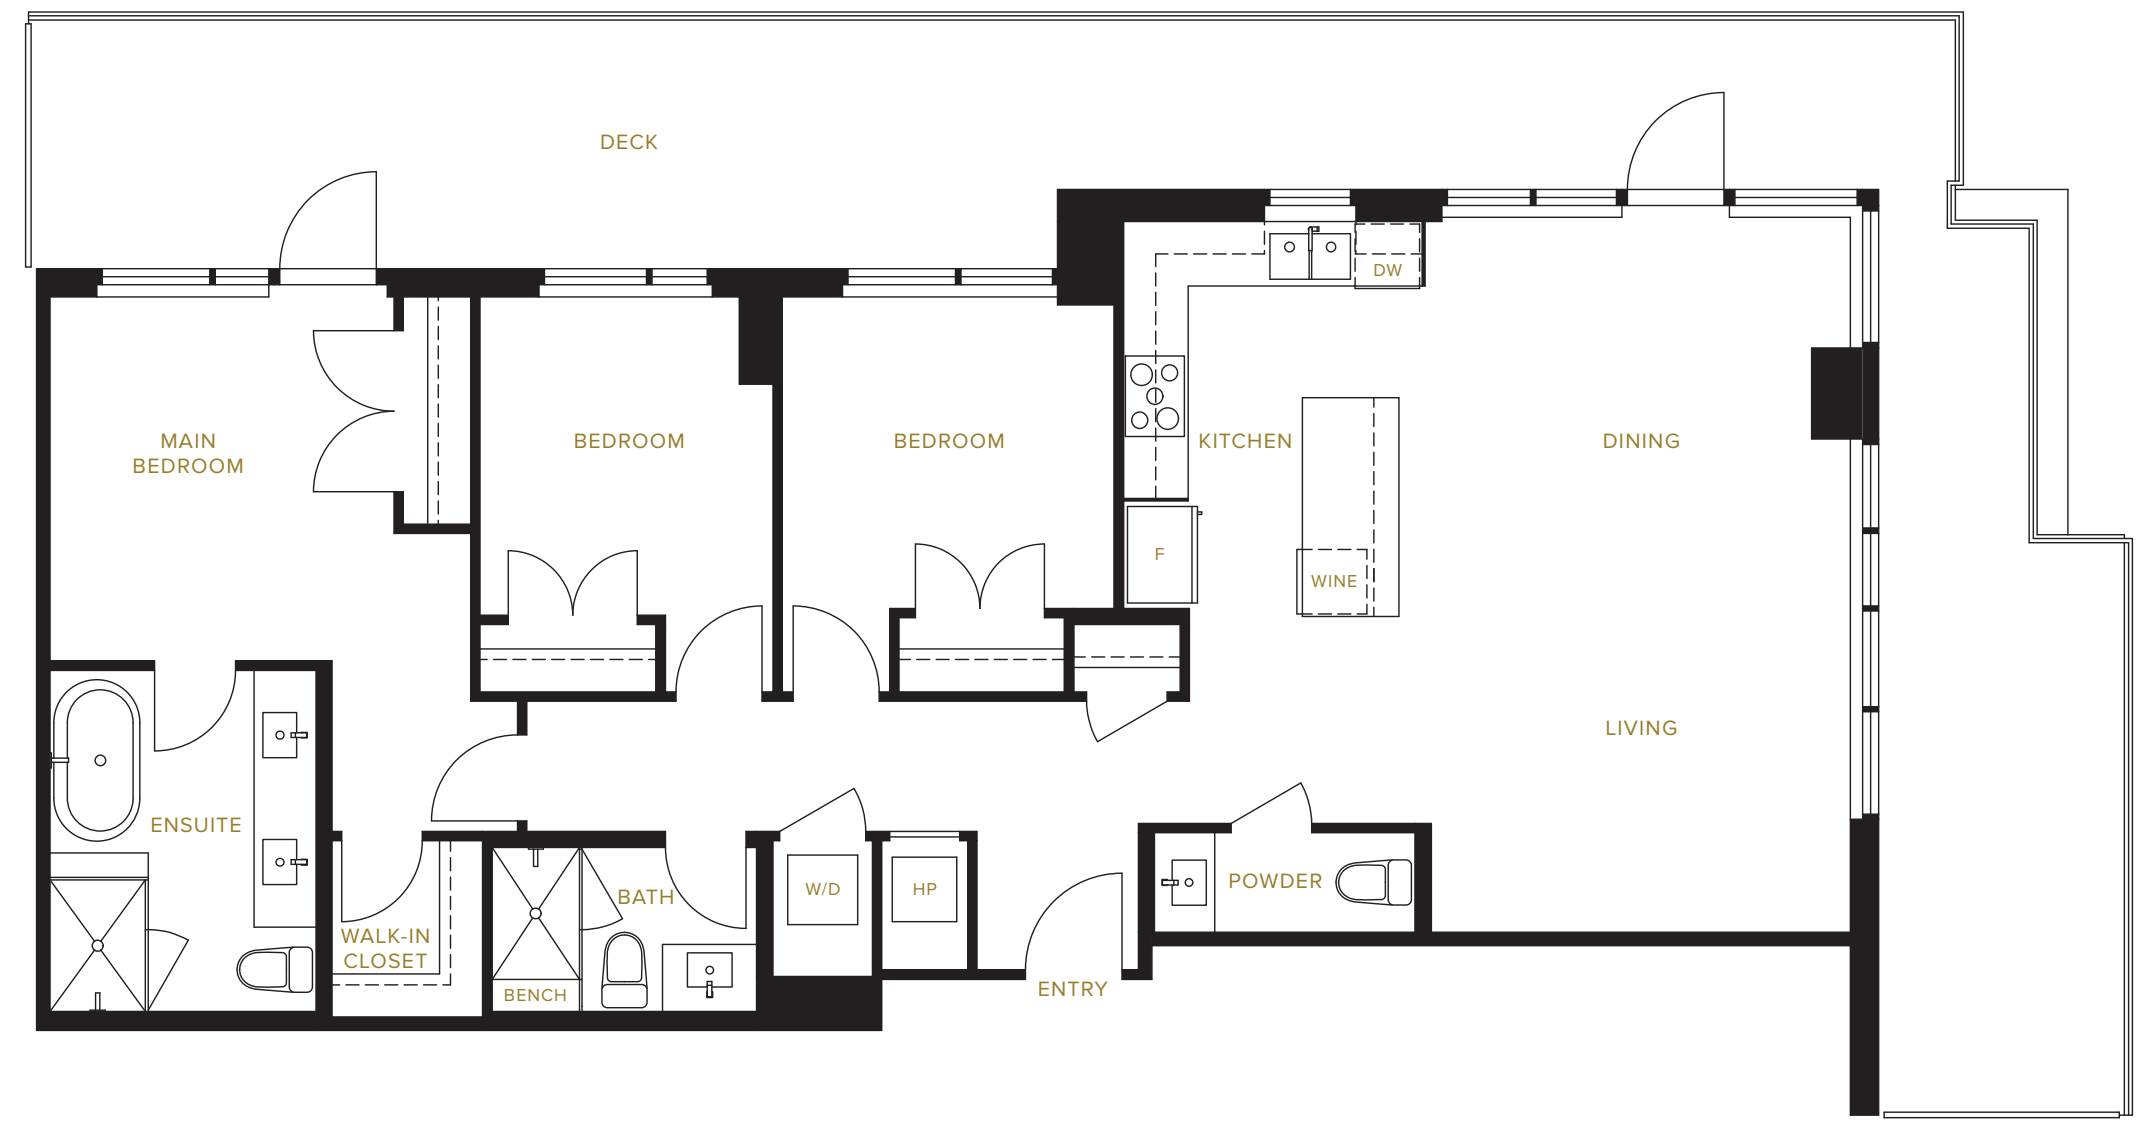 DECK
DW
MAIN
BEDROOM
BEDROOM
BEDROOM
KITCHEN
DINING
F
WINE
LIVING
ENSUITE
W/D
HP
POWDER
BATH
WALK-IN
CLOSET
BENCH
ENTRY